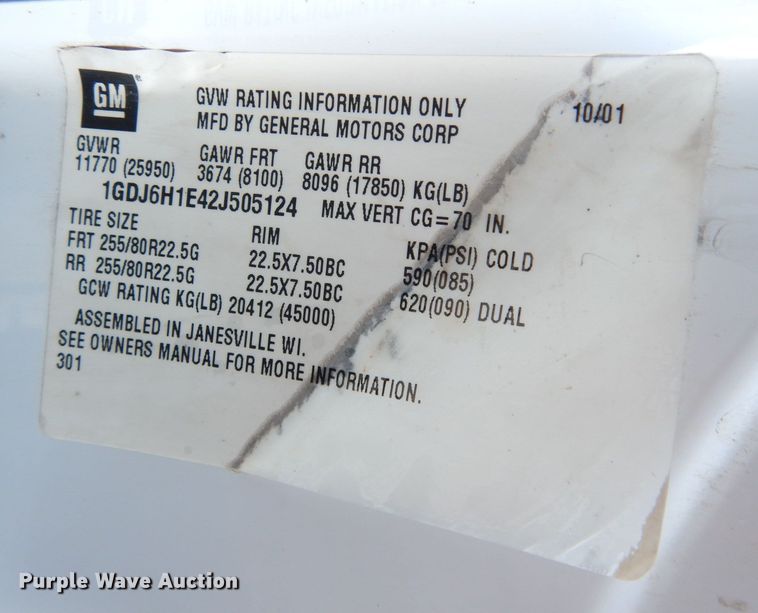 GM
GVW RATING INFORMATION ONLY 10/01
MFD BY GENERAL MOTORS CORP
GVWR GAWR FRT GAWR RR
11770 (25950) 3674 (8100) 8096 (17850) KG(LB)
1GDJ6H1E42J505124 MAX VERT CG=70 IN.
TIRE SIZE RIM KPA(PSI) COLD
FRT 255/80R22.5G 22.5X7.50BC 590(085)
RR 255/80R22.5G 22.5X7.50BC 620(090) DUAL
GCW RATING KG(LB) 20412 (45000)
ASSEMBLED IN JANESVILLE WI.
SEE OWNERS MANUAL FOR MORE INFORMATION.
301
Purple Wave Auction